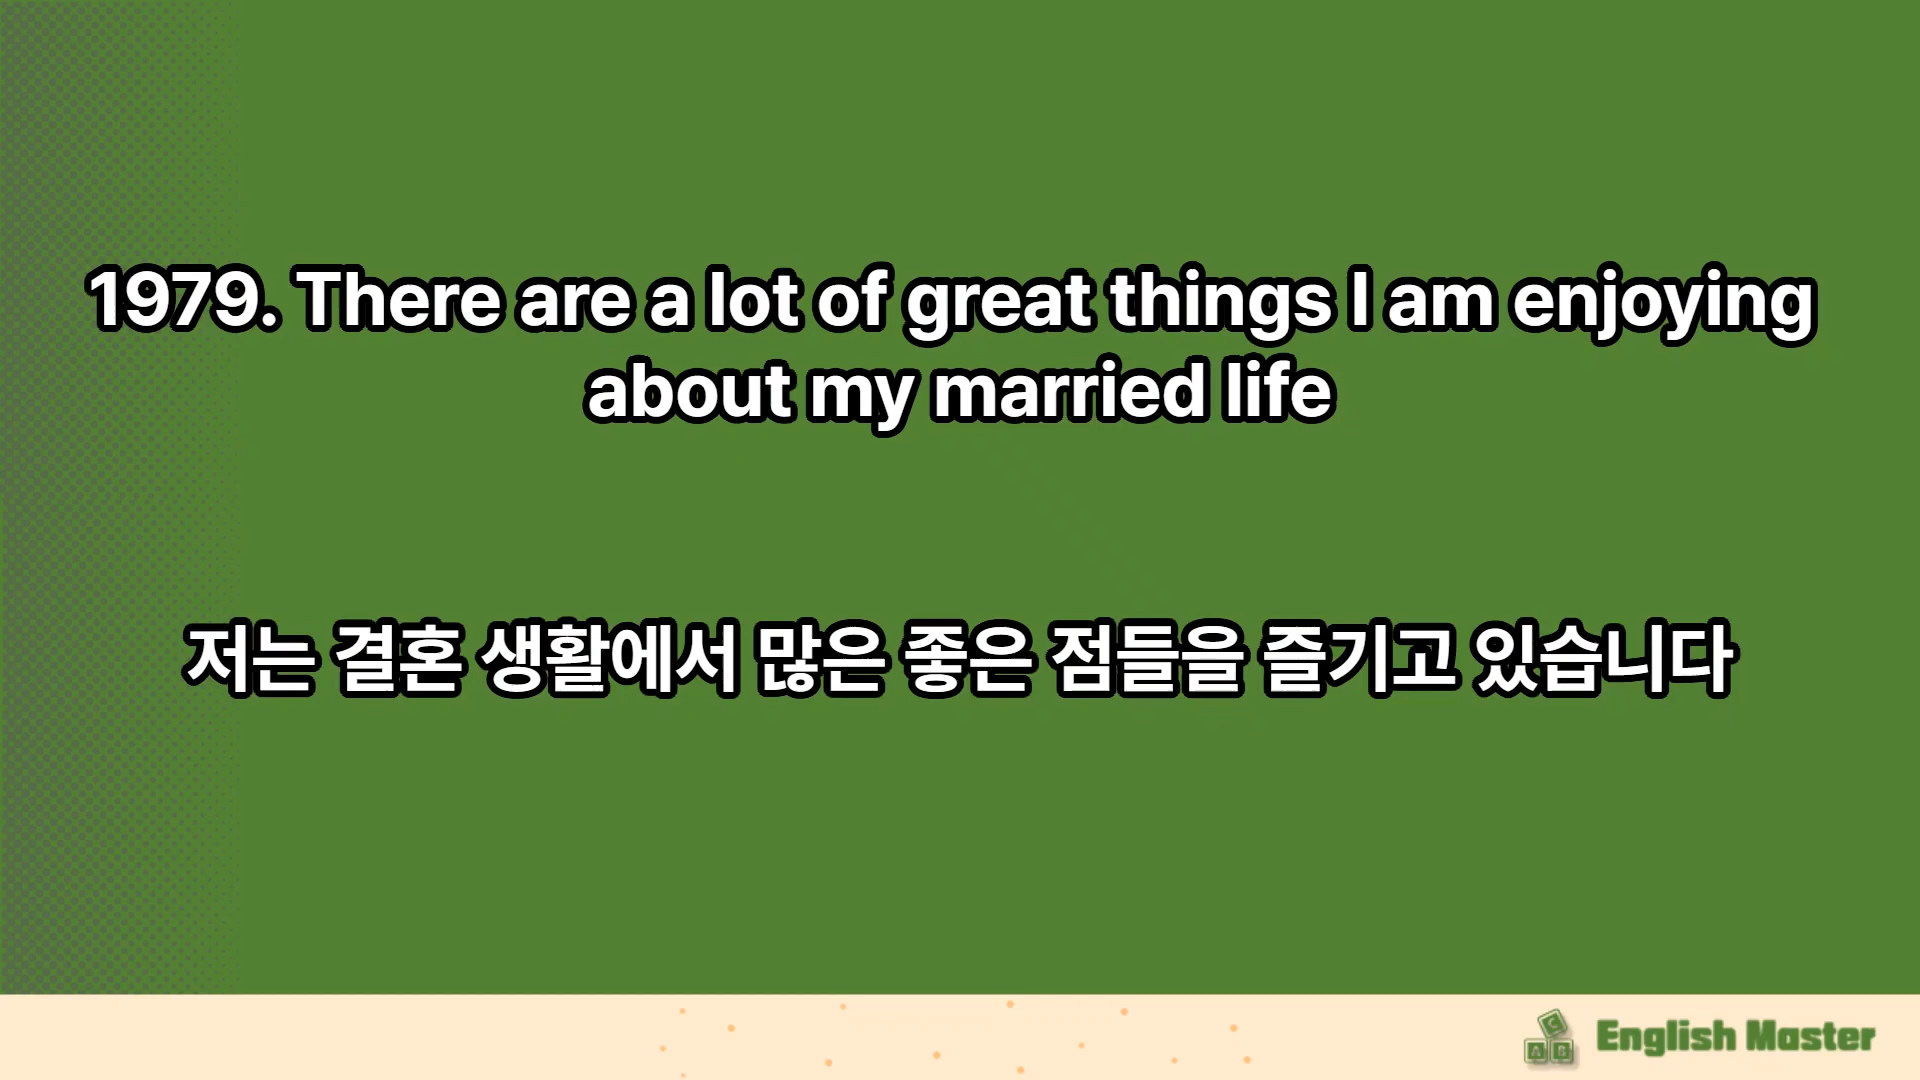 1979. There are a lot of great things I am enjoying
about my married life
저는 결혼 생활에서 많은 좋은 점들을 즐기고 있습니다
C
A B
English Master